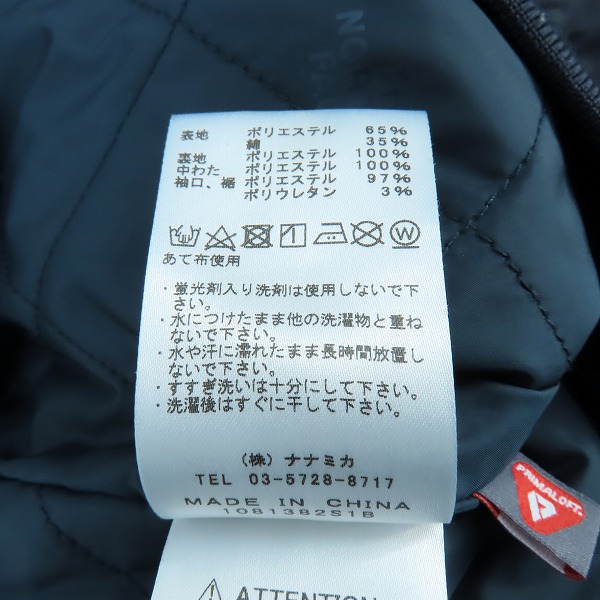 表地 ポリエステル 65%
綿 35%
裏地 ポリエステル 100%
中わた ポリエステル 100%
袖口、裾 ポリエステル 97%
ポリウレタン 3%
W
あて布使用
・蛍光剤入り洗剤は使用しないで下
さい。
・水につけたまま他の洗濯物と重ね
ないで下さい。
・水や汗に濡れたまま長時間放置し
ないで下さい。
・すすぎ洗いは十分にして下さい。
・洗濯後はすぐに干して下さい。
(株) ナナミカ
TEL 03-5728-8717
MADE IN CHINA
1081382S1B
ATTENTION
PRIMALOFT